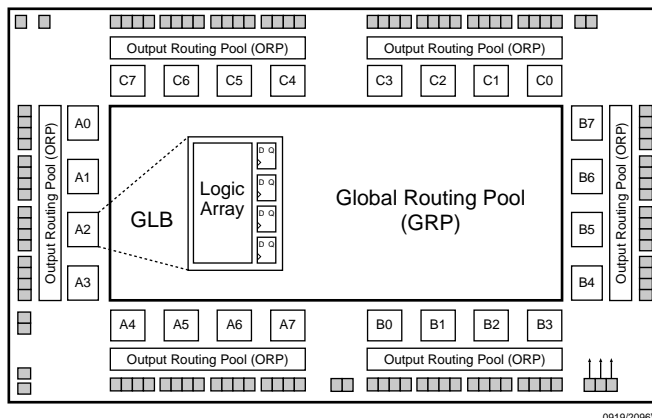 Output Routing Pool (ORP)
Output Routing Pool (ORP)
C7 C6 C5 C4
C3 C2 C1 C0
Output Routing Pool (ORP)
A0
A1
A2
A3
GLB
Logic
Array
D Q
D Q
D Q
D Q
Global Routing Pool
(GRP)
B7
B6
B5
B4
Output Routing Pool (ORP)
A4 A5 A6 A7
B0 B1 B2 B3
Output Routing Pool (ORP)
Output Routing Pool (ORP)